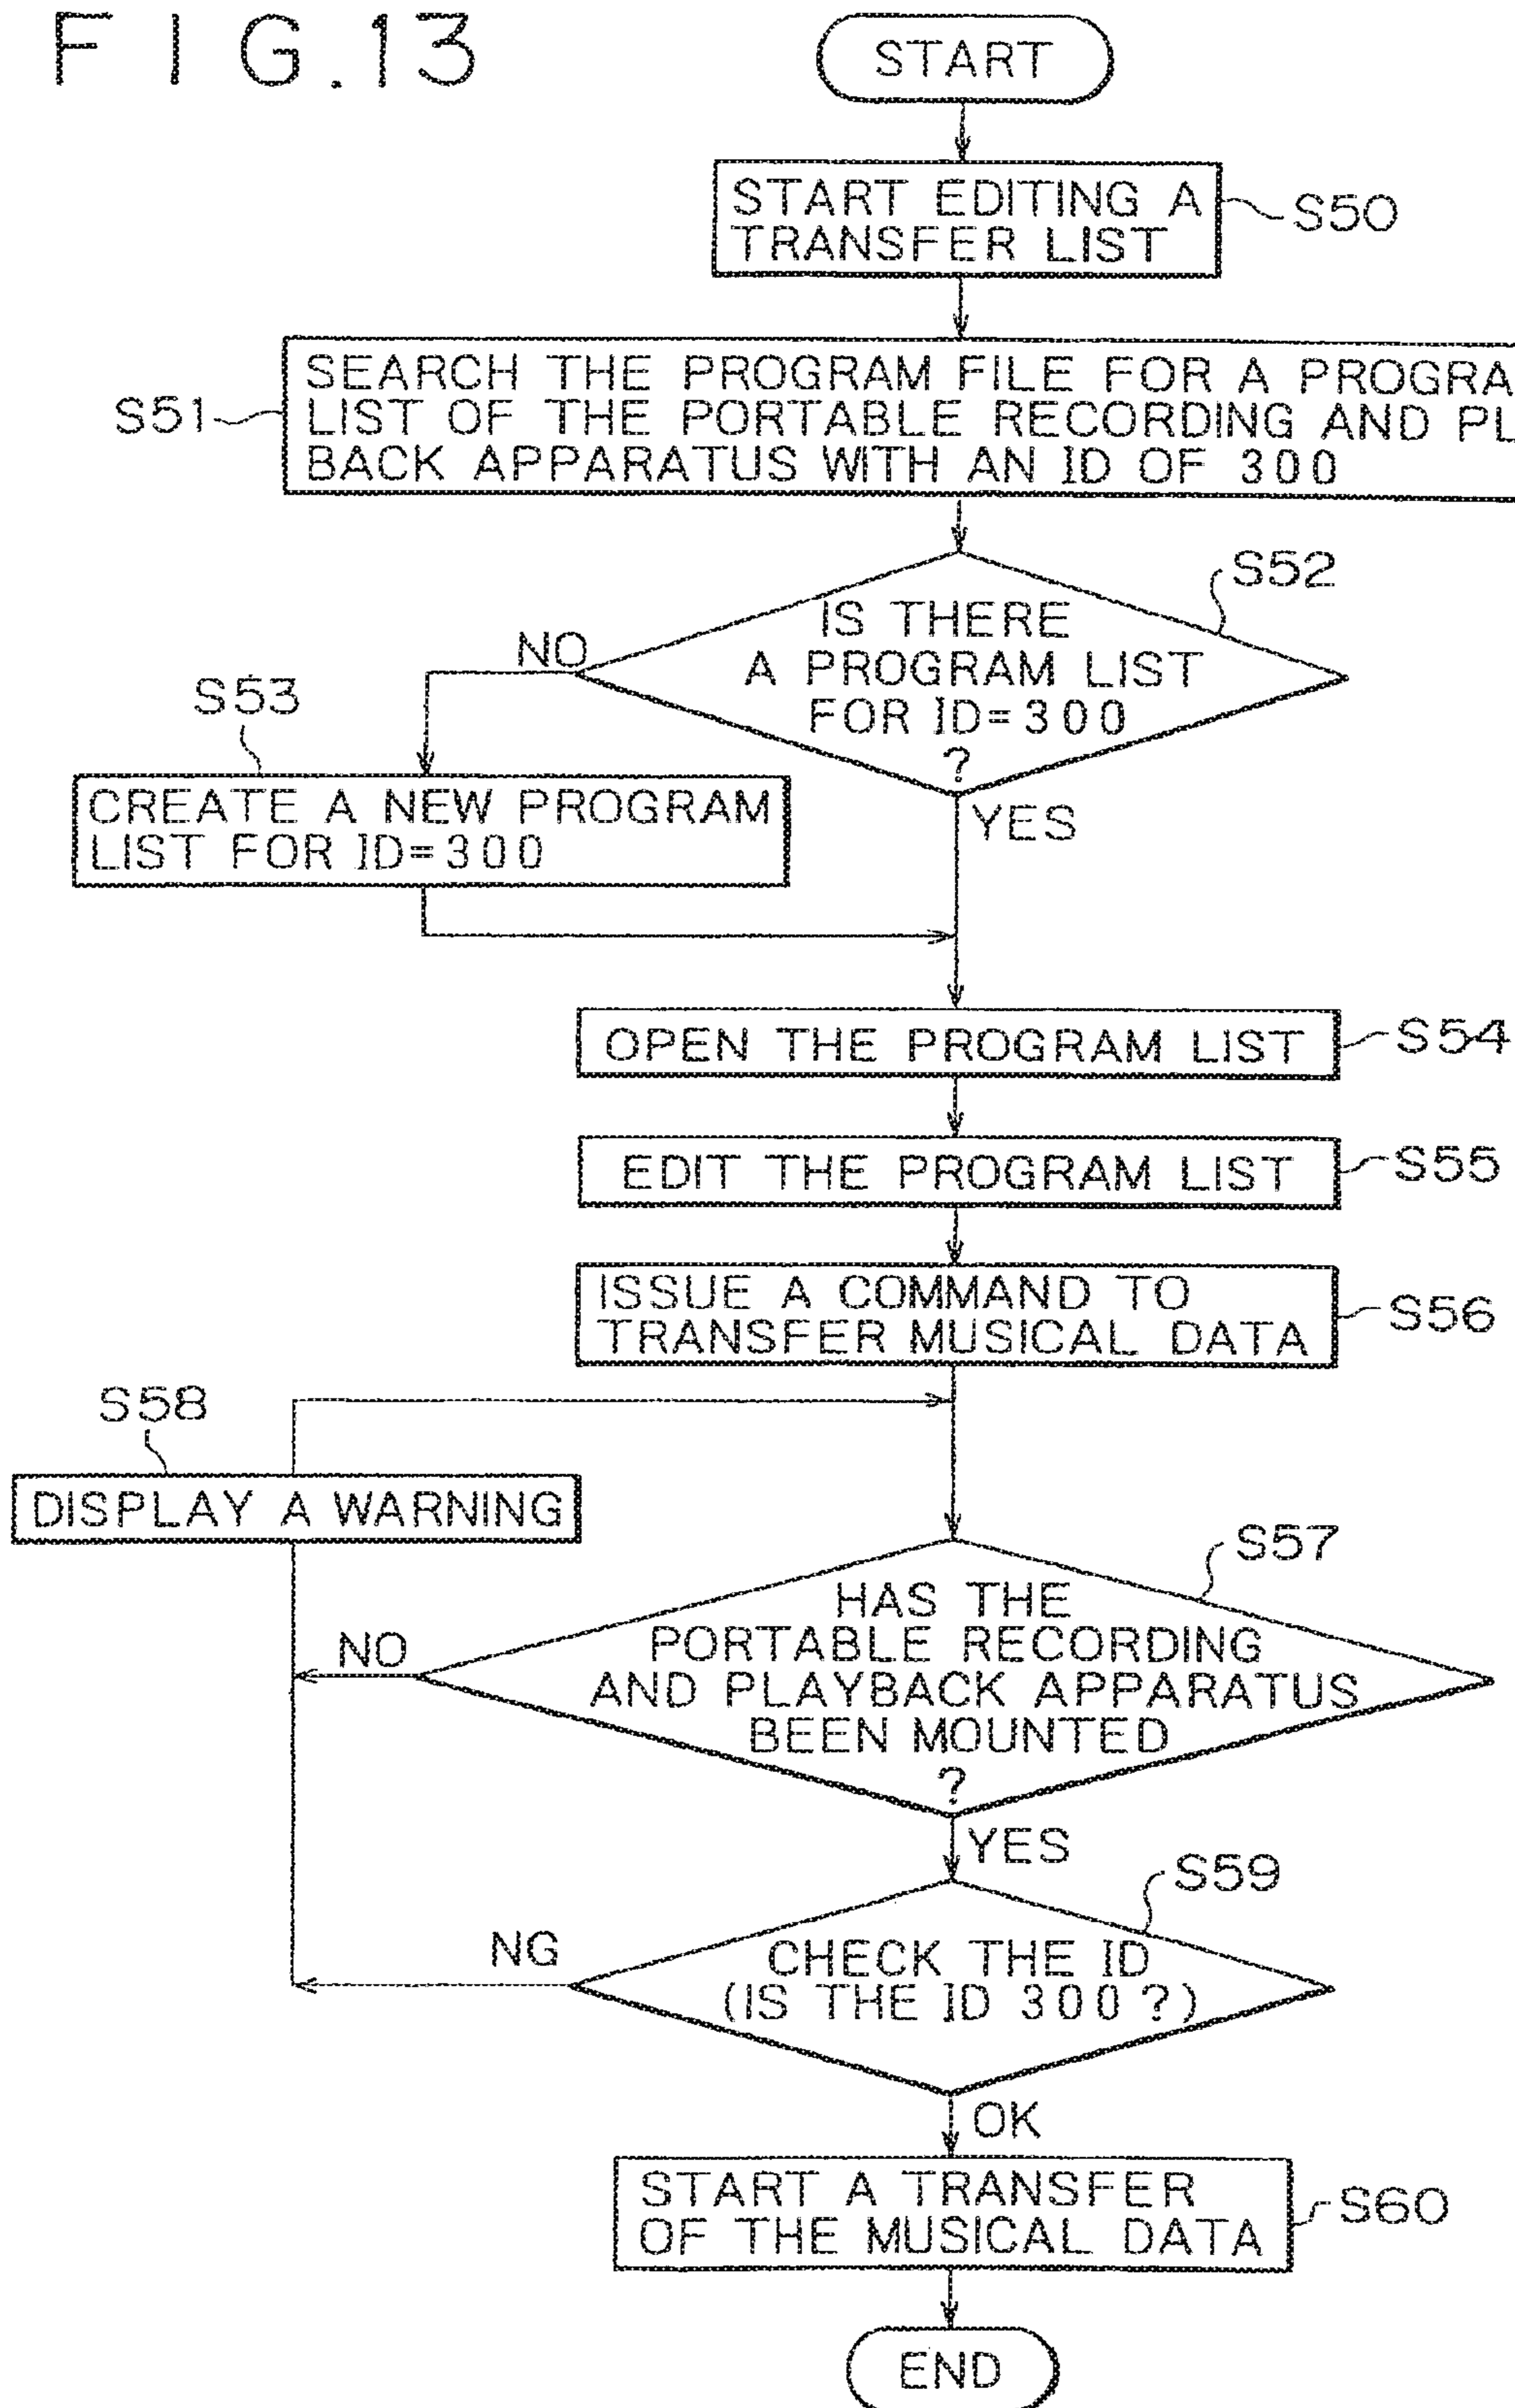 FIG.13
START
START EDITING A
TRANSFER LIST
S50
SEARCH THE PROGRAM FILE FOR A
LIST OF THE PORTABLE RECORDING AND
BACK APPARATUS WITH AN ID OF 300
S51
IS THERE
A PROGRAM LIST
FOR ID=300
?
S52
NO
YES
S53
CREATE A NEW PROGRAM
LIST FOR ID=300
OPEN THE PROGRAM LIST
S54
EDIT THE PROGRAM LIST
S55
ISSUE A COMMAND TO
TRANSFER MUSICAL DATA
S56
S58
DISPLAY A WARNING
HAS THE
PORTABLE RECORDING
AND PLAYBACK APPARATUS
BEEN MOUNTED
?
S57
NO
YES
CHECK THE ID
(IS THE ID 300?)
S59
NG
OK
START A TRANSFER
OF THE MUSICAL DATA
S60
END